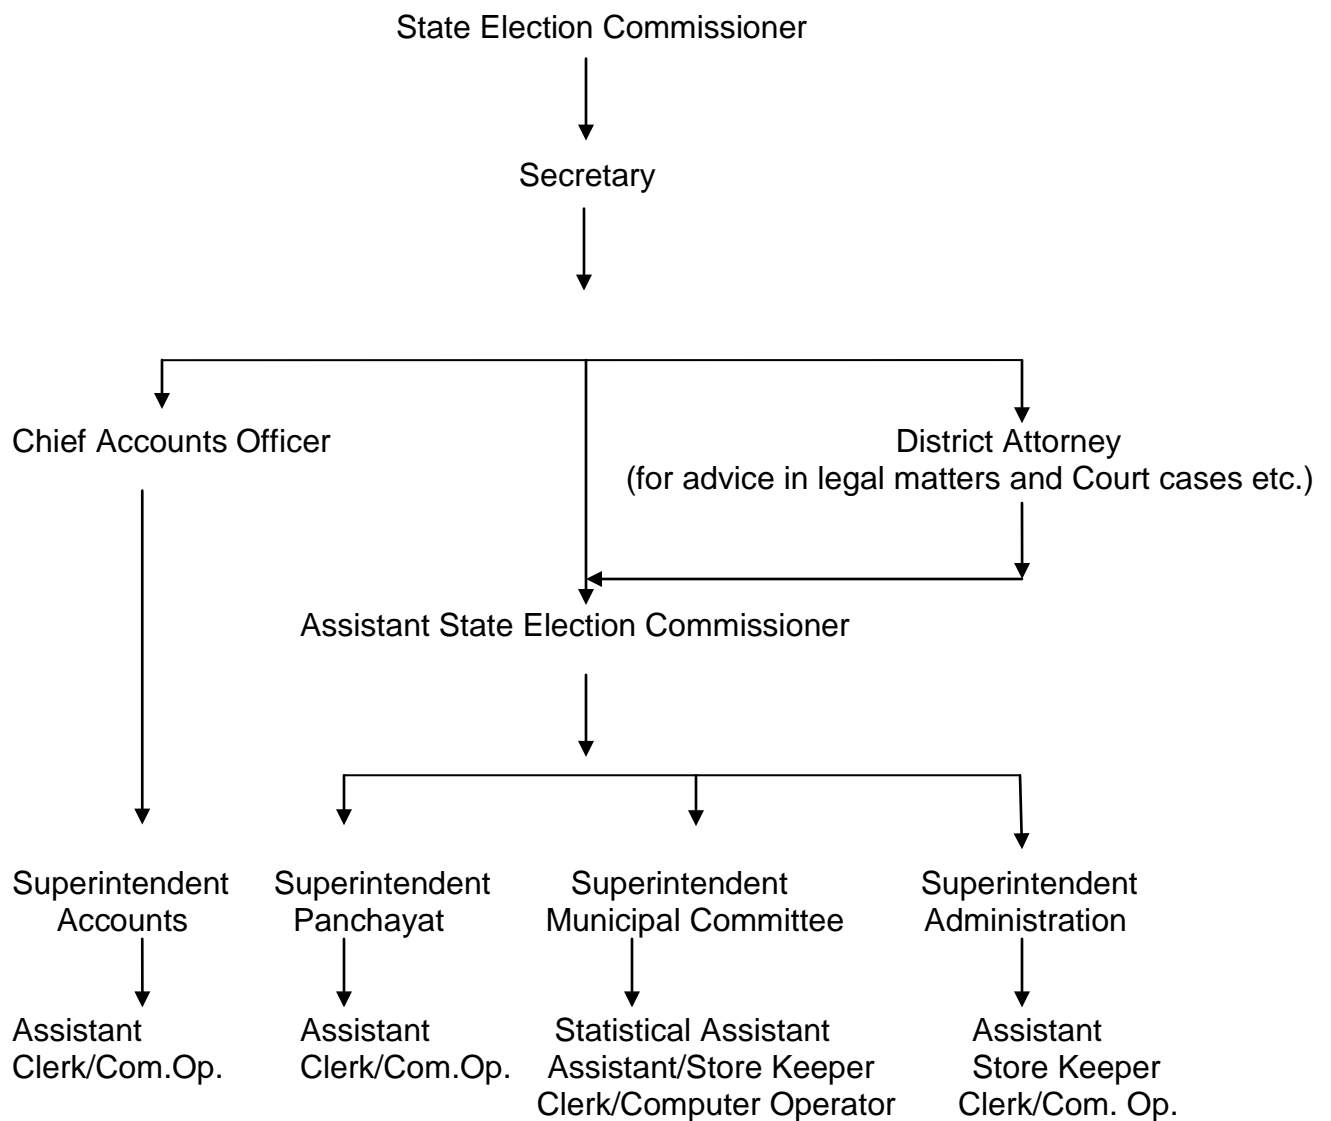 State Election Commissioner
Secretary
Chief Accounts Officer
District Attorney
(for advice in legal matters and Court cases etc.)
Assistant State Election Commissioner
Superintendent
Accounts
Superintendent
Panchayat
Superintendent
Municipal Committee
Superintendent
Administration
Assistant
Clerk/Com.Op.
Assistant
Clerk/Com.Op.
Statistical Assistant
Assistant/Store Keeper
Clerk/Computer Operator
Assistant
Store Keeper
Clerk/Com. Op.